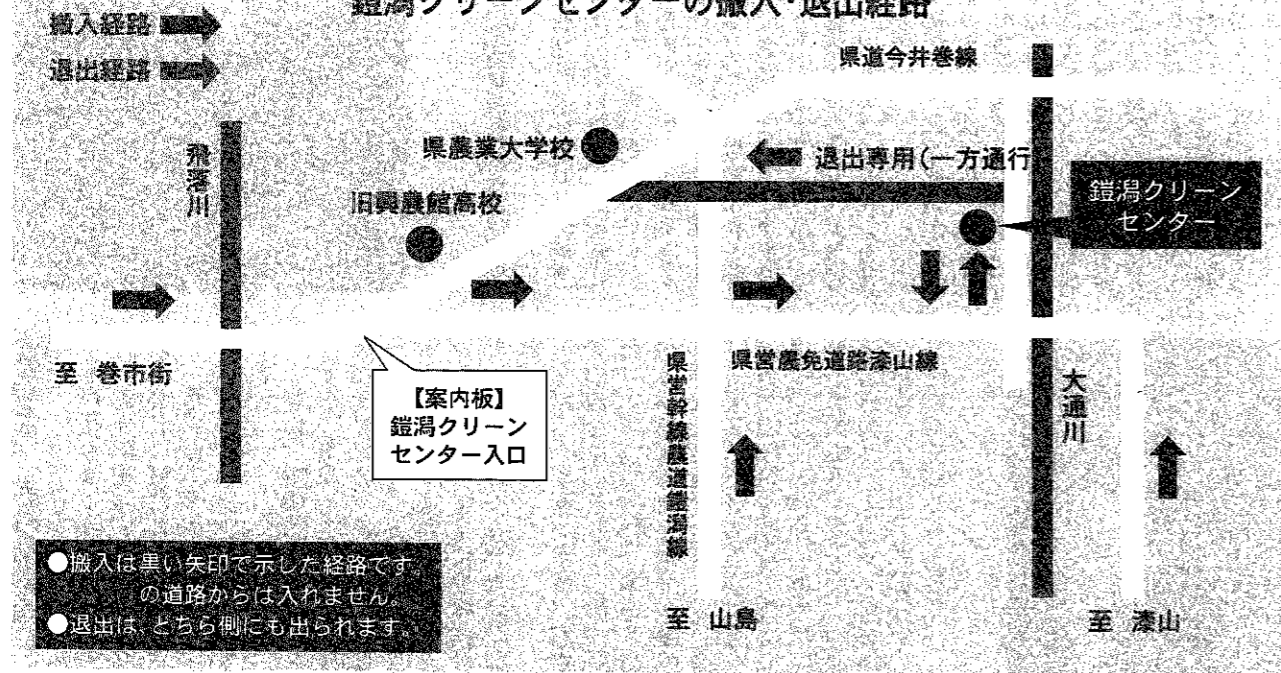 鎧潟クリーンセンターの搬入・退出経路
搬入経路
退出経路
県道今井巻線
飛落川
県農業大学校
退出専用(一方通行
旧興農館高校
鎧潟クリーン
センター
至 巻市街
県営農免道路漆山線
県営幹線農道鎧潟線
大通川
【案内板】
鎧潟クリーン
センター入口
●搬入は黒い矢印で示した経路です。
の道路からは入れません。
●退出は、どちら側にも出られます。
至 山島
至 漆山